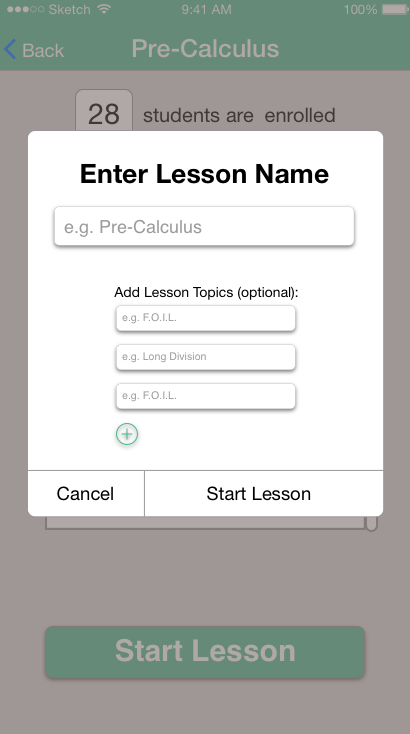 Sketch 9:41 AM 100%
Back Pre-Calculus
28 students are enrolled
Enter Lesson Name
e.g. Pre-Calculus
Add Lesson Topics (optional):
e.g. F.O.I.L.
e.g. Long Division
e.g. F.O.I.L.
+
Cancel Start Lesson
Start Lesson